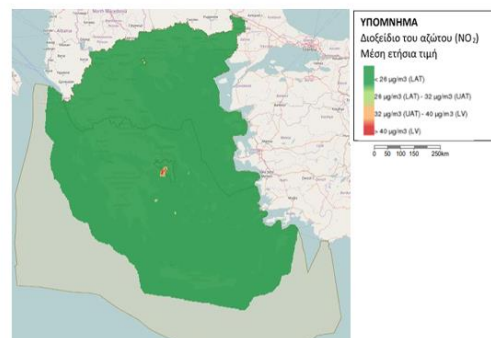 North Macedonia
Albania
ΥΠΟΜΝΗΜΑ
Διοξείδιο του αζώτου (NO₂)
Μέση ετήσια τιμή
< 26 μg/m3 (LAT)
26 μg/m3 (LAT) - 32 μg/m3 (UAT)
32 μg/m3 (UAT) - 40 μg/m3 (LV)
> 40 μg/m3 (LV)
0 50 100 150 200 250km